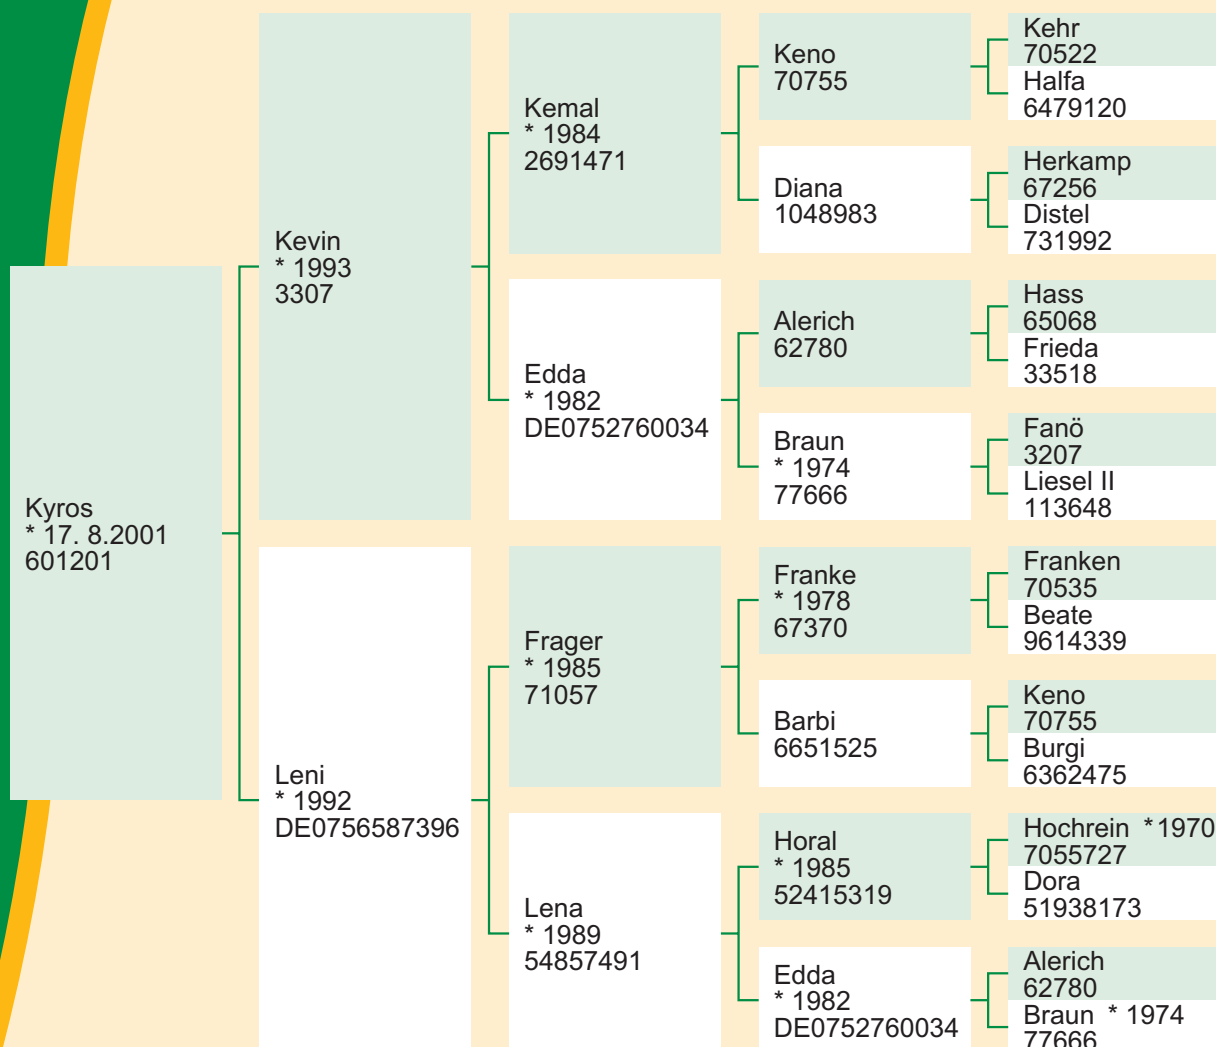 Kyros
* 17. 8.2001
601201
Kevin
* 1993
3307
Leni
* 1992
DE0756587396
Kemal
* 1984
2691471
Edda
* 1982
DE0752760034
Frager
* 1985
71057
Lena
* 1989
54857491
Keno
70755
Diana
1048983
Alerich
62780
Braun
* 1974
77666
Franke
* 1978
67370
Barbi
6651525
Horal
* 1985
52415319
Edda
* 1982
DE0752760034
Kehr
70522
Halfa
6479120
Herkamp
67256
Distel
731992
Hass
65068
Frieda
33518
Fanö
3207
Liesel II
113648
Franken
70535
Beate
9614339
Keno
70755
Burgi
6362475
Hochrein *1970
7055727
Dora
51938173
Alerich
62780
Braun * 1974
77666